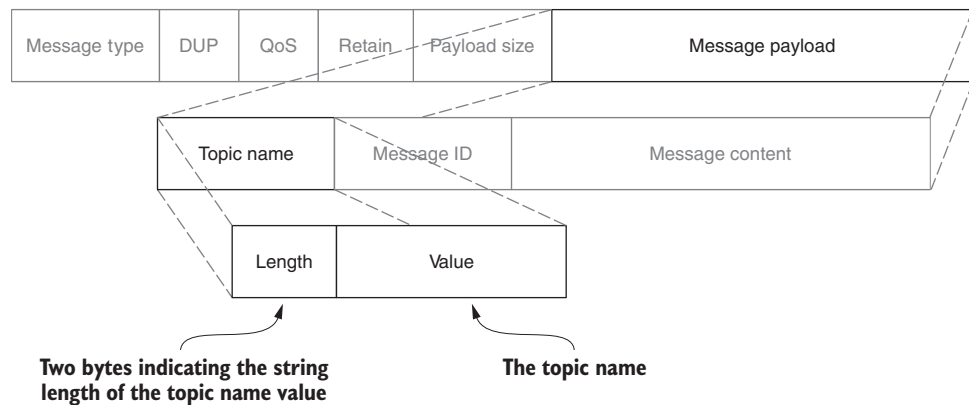 Message type DUP QoS Retain Payload size Message payload
Topic name Message ID Message content
Length Value
Two bytes indicating the string
length of the topic name value
The topic name